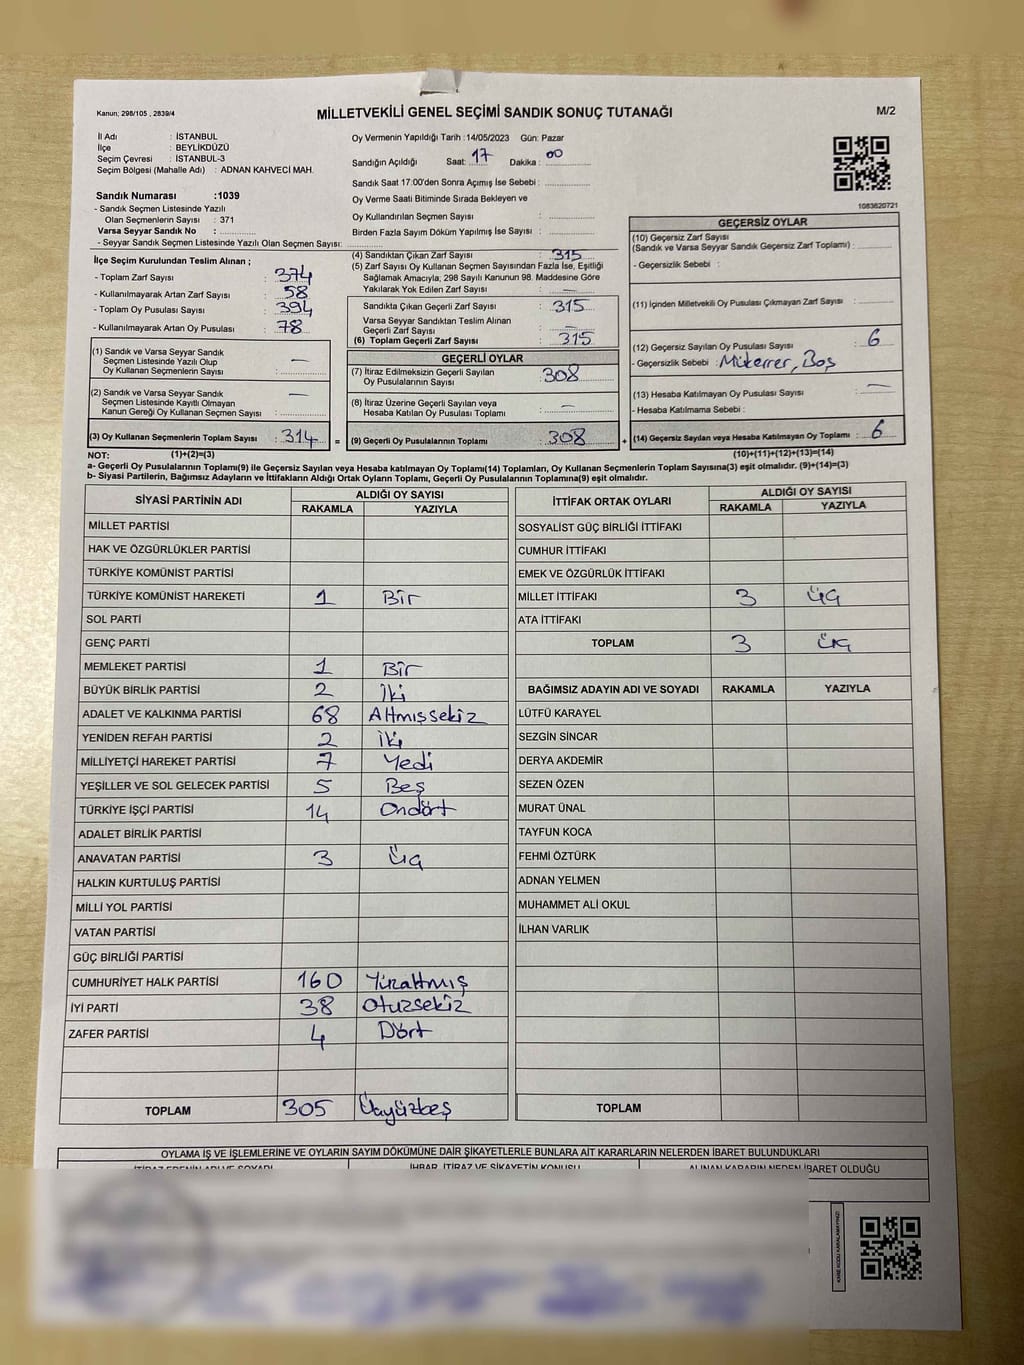 Kanun; 298/105 , 2839/4
MİLLETVEKİLİ GENEL SEÇİMİ SANDIK SONUÇ TUTANAĞI
M/2
İl Adı : İSTANBUL
İlçe : BEYLİKDÜZÜ
Seçim Çevresi : İSTANBUL-3
Seçim Bölgesi (Mahalle Adı) : ADNAN KAHVECİ MAH.
Sandık Numarası :1039
- Sandık Seçmen Listesinde Yazılı
Olan Seçmenlerin Sayısı : 371
Varsa Seyyar Sandık No :
- Seyyar Sandık Seçmen Listesinde Yazılı Olan Seçmen Sayısı:
Oy Vermenin Yapıldığı Tarih :14/05/2023 Gün: Pazar
Sandığın Açıldığı Saat: 17 Dakika : 00
Sandık Saat 17:00'den Sonra Açımış İse Sebebi :
Oy Verme Saati Bitiminde Sırada Bekleyen ve
Oy Kullandırılan Seçmen Sayısı :
Birden Fazla Sayım Döküm Yapılmış İse Sayısı :
1083620721
İlçe Seçim Kurulundan Teslim Alınan ;
- Toplam Zarf Sayısı : 374
- Kullanılmayarak Artan Zarf Sayısı : 58
- Toplam Oy Pusulası Sayısı : 394
- Kullanılmayarak Artan Oy Pusulası : 78
(1) Sandık ve Varsa Seyyar Sandık
Seçmen Listesinde Yazılı Olup
Oy Kullanan Seçmenlerin Sayısı : —
(2) Sandık ve Varsa Seyyar Sandık
Seçmen Listesinde Kayıtlı Olmayan
Kanun Gereği Oy Kullanan Seçmen Sayısı : —
(3) Oy Kullanan Seçmenlerin Toplam Sayısı : 314 =
(4) Sandıktan Çıkan Zarf Sayısı : 315
(5) Zarf Sayısı Oy Kullanan Seçmen Sayısından Fazla İse, Eşitliği
Sağlamak Amacıyla, 298 Sayılı Kanunun 98. Maddesine Göre
Yakılarak Yok Edilen Zarf Sayısı : —
Sandıkta Çıkan Geçerli Zarf Sayısı : 315
Varsa Seyyar Sandıktan Teslim Alınan
Geçerli Zarf Sayısı : —
(6) Toplam Geçerli Zarf Sayısı : 315
GEÇERLİ OYLAR
(7) İtiraz Edilmeksizin Geçerli Sayılan
Oy Pusulalarının Sayısı : 308
(8) İtiraz Üzerine Geçerli Sayılan veya
Hesaba Katılan Oy Pusulası Toplamı : —
(9) Geçerli Oy Pusulalarının Toplamı : 308 +
GEÇERSİZ OYLAR
(10) Geçersiz Zarf Sayısı
(Sandık ve Varsa Seyyar Sandık Geçersiz Zarf Toplamı) :
- Geçersizlik Sebebi :
(11) İçinden Milletvekili Oy Pusulası Çıkmayan Zarf Sayısı :
(12) Geçersiz Sayılan Oy Pusulası Sayısı : 6
- Geçersizlik Sebebi : Mükerrer, Boş
(13) Hesaba Katılmayan Oy Pusulası Sayısı : —
- Hesaba Katılmama Sebebi :
(14) Geçersiz Sayılan veya Hesaba Katılmayan Oy Toplamı : 6
NOT: (1)+(2)=(3) (10)+(11)+(12)+(13)=(14)
a- Geçerli Oy Pusulalarının Toplamı(9) ile Geçersiz Sayılan veya Hesaba katılmayan Oy Toplamı(14) Toplamları, Oy Kullanan Seçmenlerin Toplam Sayısına(3) eşit olmalıdır. (9)+(14)=(3)
b- Siyasi Partilerin, Bağımsız Adayların ve İttifakların Aldığı Ortak Oyların Toplamı, Geçerli Oy Pusulalarının Toplamına(9) eşit olmalıdır.
SİYASİ PARTİNİN ADI ALDIĞI OY SAYISI
RAKAMLA YAZIYLA
MİLLET PARTİSİ
HAK VE ÖZGÜRLÜKLER PARTİSİ
TÜRKİYE KOMÜNİST PARTİSİ
TÜRKİYE KOMÜNİST HAREKETİ 1 Bir
SOL PARTİ
GENÇ PARTİ
MEMLEKET PARTİSİ 1 Bir
BÜYÜK BİRLİK PARTİSİ 2 İki
ADALET VE KALKINMA PARTİSİ 68 Altmışsekiz
YENİDEN REFAH PARTİSİ 2 İki
MİLLİYETÇİ HAREKET PARTİSİ 7 Yedi
YEŞİLLER VE SOL GELECEK PARTİSİ 5 Beş
TÜRKİYE İŞÇİ PARTİSİ 14 Ondört
ADALET BİRLİK PARTİSİ
ANAVATAN PARTİSİ 3 Üç
HALKIN KURTULUŞ PARTİSİ
MİLLİ YOL PARTİSİ
VATAN PARTİSİ
GÜÇ BİRLİĞİ PARTİSİ
CUMHURİYET HALK PARTİSİ 160 Yüzaltmış
İYİ PARTİ 38 Otuzsekiz
ZAFER PARTİSİ 4 Dört
TOPLAM 305 Üçyüzbeş
İTTİFAK ORTAK OYLARI ALDIĞI OY SAYISI
RAKAMLA YAZIYLA
SOSYALİST GÜÇ BİRLİĞİ İTTİFAKI
CUMHUR İTTİFAKI
EMEK VE ÖZGÜRLÜK İTTİFAKI
MİLLET İTTİFAKI 3 Üç
ATA İTTİFAKI
TOPLAM 3 Üç
BAĞIMSIZ ADAYIN ADI VE SOYADI RAKAMLA YAZIYLA
LÜTFÜ KARAYEL
SEZGİN SİNCAR
DERYA AKDEMİR
SEZEN ÖZEN
MURAT ÜNAL
TAYFUN KOCA
FEHMİ ÖZTÜRK
ADNAN YELMEN
MUHAMMET ALİ OKUL
İLHAN VARLIK
TOPLAM
OYLAMA İŞ VE İŞLEMLERİNE VE OYLARIN SAYIM DÖKÜMÜNE DAİR ŞİKAYETLERLE BUNLARA AİT KARARLARIN NELERDEN İBARET BULUNDUKLARI
İTİRAZ EDENİN ADI VE SOYADI İHBAR, İTİRAZ VE ŞİKAYETİN KONUSU ALINAN KARARIN NEDEN İBARET OLDUĞU
KARE KODU KARALAMAYINIZ!